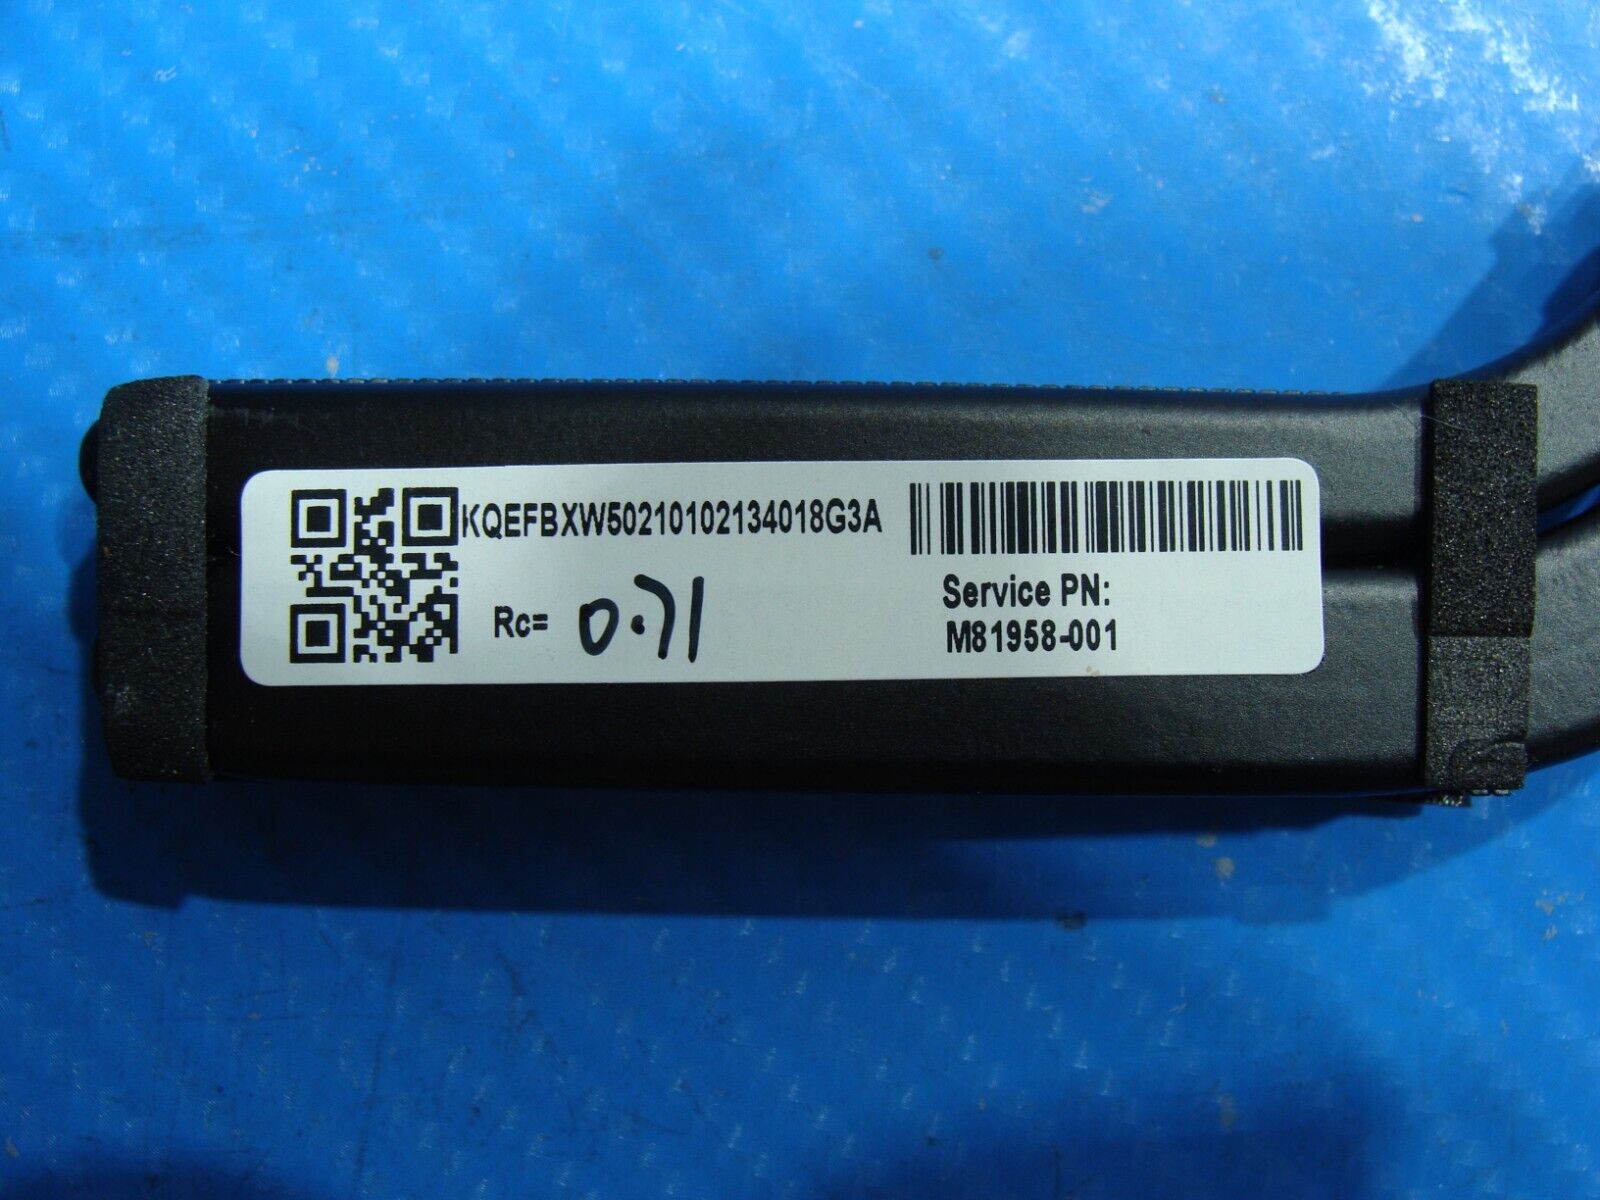 KQEFBXW50210102134018G3A
Rc= 0.71
Service PN:
M81958-001